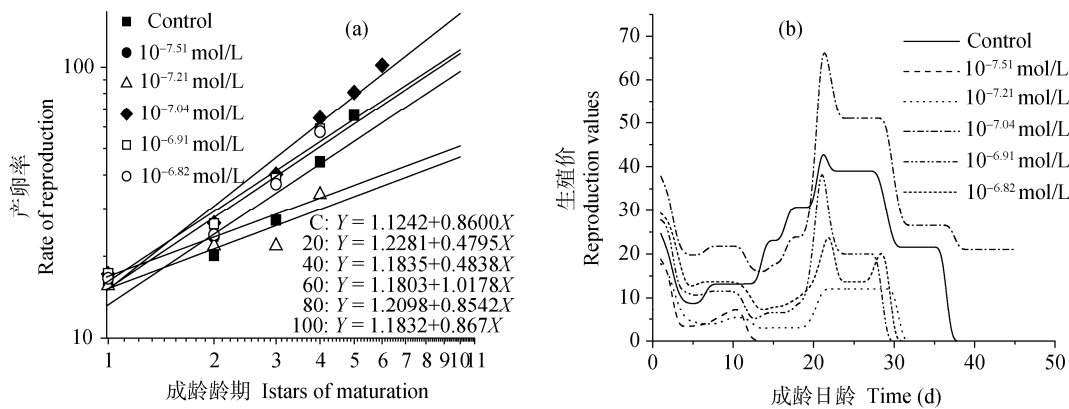 (a)
Control
10⁻⁷·⁵¹ mol/L
10⁻⁷·²¹ mol/L
10⁻⁷·⁰⁴ mol/L
10⁻⁶·⁹¹ mol/L
10⁻⁶·⁸² mol/L
100
10
产卵率
Rate of reproduction
C: Y = 1.1242+0.8600X
20: Y = 1.2281+0.4795X
40: Y = 1.1835+0.4838X
60: Y = 1.1803+1.0178X
80: Y = 1.2098+0.8542X
100: Y = 1.1832+0.867X
1 2 3 4 5 6 7 8 9 10 11
成龄龄期 Istars of maturation
(b)
Control
10⁻⁷·⁵¹ mol/L
10⁻⁷·²¹ mol/L
10⁻⁷·⁰⁴ mol/L
10⁻⁶·⁹¹ mol/L
10⁻⁶·⁸² mol/L
70
60
50
40
30
20
10
0
生殖价
Reproduction values
0 10 20 30 40 50
成龄日龄 Time (d)